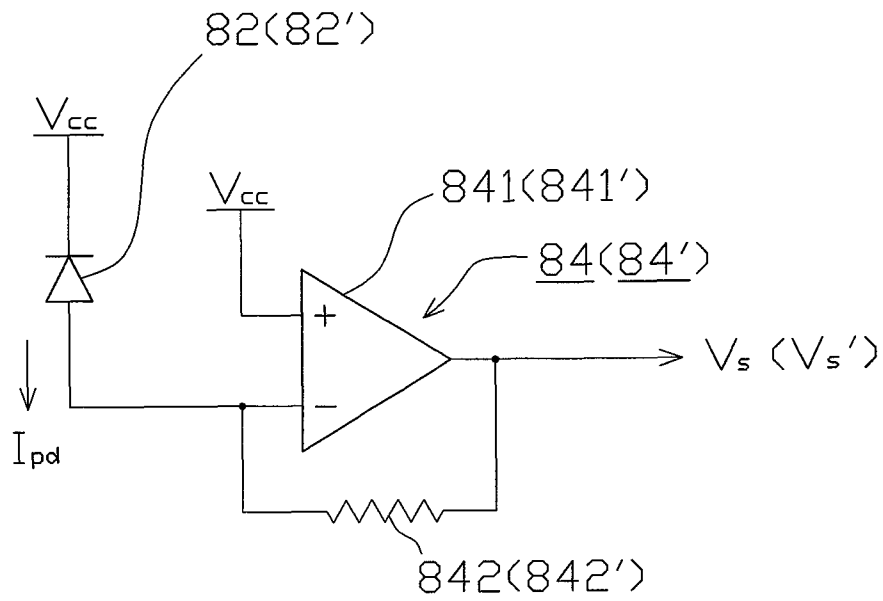 82(82′)
Vcc
Vcc
841(841′)
84(84′)
+
Vs (Vs′)
−
Ipd
842(842′)